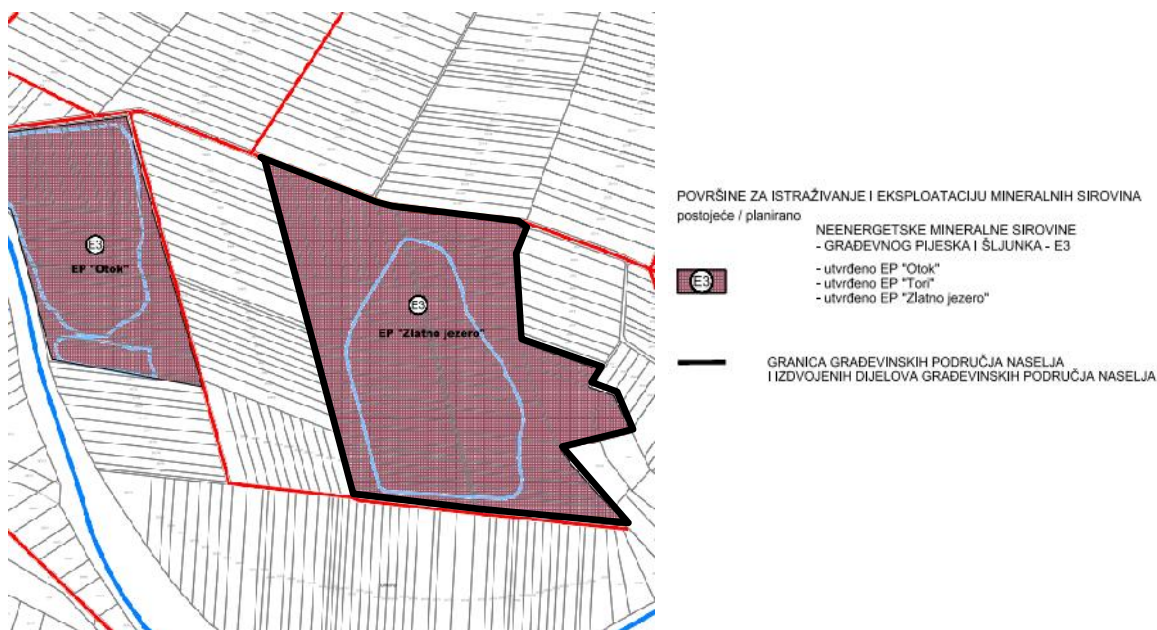 E3
EP "Otok"
E3
EP "Zlatno jezero"
POVRŠINE ZA ISTRAŽIVANJE I EKSPLOATACIJU MINERALNIH SIROVINA
postojeće / planirano
NEENERGETSKE MINERALNE SIROVINE
- GRAĐEVNOG PIJESKA I ŠLJUNKA - E3
E3
- utvrđeno EP "Otok"
- utvrđeno EP "Tori"
- utvrđeno EP "Zlatno jezero"
GRANICA GRAĐEVINSKIH PODRUČJA NASELJA
I IZDVOJENIH DIJELOVA GRAĐEVINSKIH PODRUČJA NASELJA